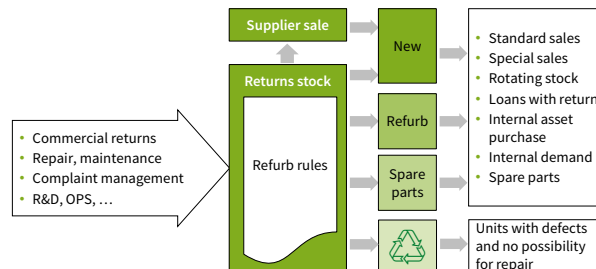 Supplier sale
New
Returns stock
Refurb rules
Refurb
Spare
parts
• Commercial returns
• Repair, maintenance
• Complaint management
• R&D, OPS, …
• Standard sales
• Special sales
• Rotating stock
• Loans with return
• Internal asset
purchase
• Internal demand
• Spare parts
Units with defects
and no possibility
for repair